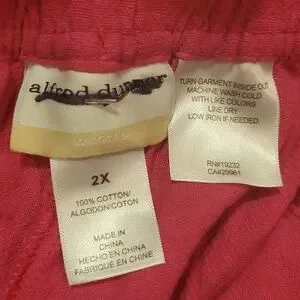 alfred dunner
2X
100% COTTON/
ALGODON/COTON
MADE IN
CHINA
HECHO EN CHINA
FABRIQUE EN CHINE
TURN GARMENT INSIDE OUT
MACHINE WASH COLD
WITH LIKE COLORS
LINE DRY
LOW IRON IF NEEDED
RN#19232
CA#29961